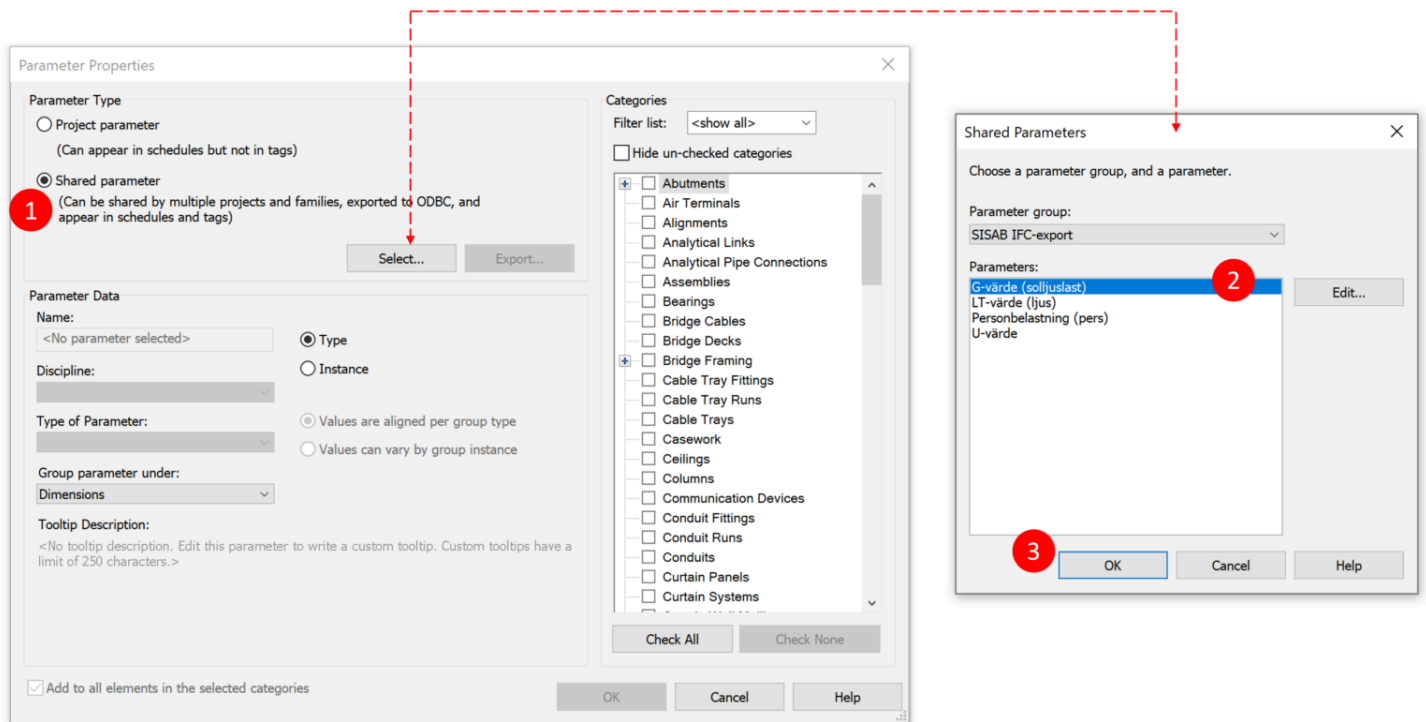 Parameter Properties
Parameter Type
Project parameter
(Can appear in schedules but not in tags)
Shared parameter
1
(Can be shared by multiple projects and families, exported to ODBC, and
appear in schedules and tags)
Select...
Export...
Parameter Data
Name:
<No parameter selected>
Type
Discipline:
Instance
Type of Parameter:
Values are aligned per group type
Values can vary by group instance
Group parameter under:
Dimensions
Tooltip Description:
<No tooltip description. Edit this parameter to write a custom tooltip. Custom tooltips have a
limit of 250 characters.>
Add to all elements in the selected categories
Categories
Filter list:
<show all>
Hide un-checked categories
Abutments
Air Terminals
Alignments
Analytical Links
Analytical Pipe Connections
Assemblies
Bearings
Bridge Cables
Bridge Decks
Bridge Framing
Cable Tray Fittings
Cable Tray Runs
Cable Trays
Casework
Ceilings
Columns
Communication Devices
Conduit Fittings
Conduit Runs
Conduits
Curtain Panels
Curtain Systems
Check All
Check None
OK
Cancel
Help
Shared Parameters
Choose a parameter group, and a parameter.
Parameter group:
SISAB IFC-export
Parameters:
G-värde (solljuslast)
2
LT-värde (ljus)
Personbelastning (pers)
U-värde
Edit...
3
OK
Cancel
Help